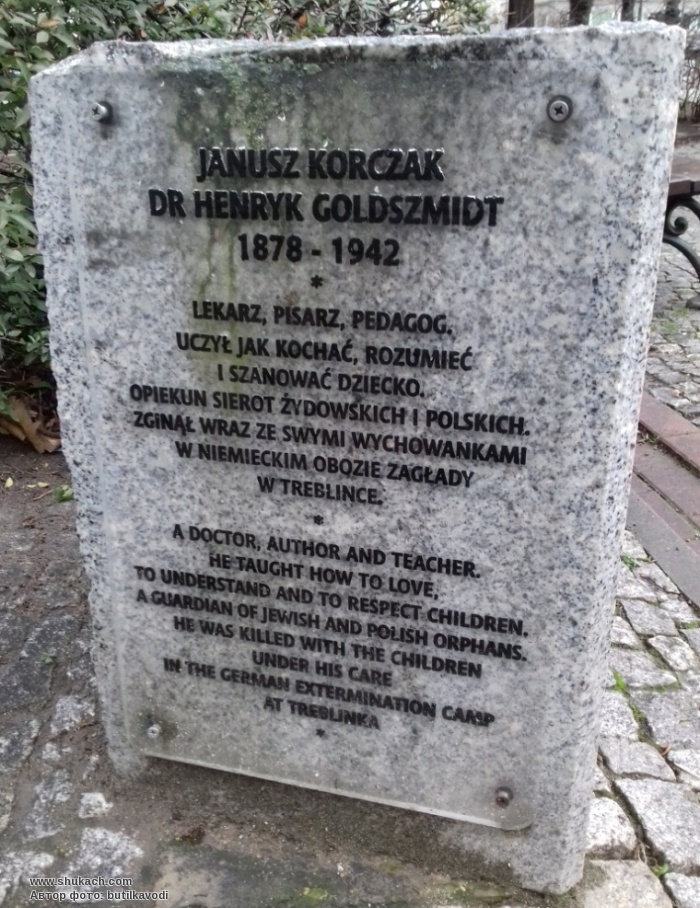 JANUSZ KORCZAK
DR HENRYK GOLDSZMIDT
1878 - 1942
*
LEKARZ, PISARZ, PEDAGOG.
UCZYŁ JAK KOCHAĆ, ROZUMIEĆ
I SZANOWAĆ DZIECKO.
OPIEKUN SIEROT ŻYDOWSKICH I POLSKICH.
ZGINĄŁ WRAZ ZE SWYMI WYCHOWANKAMI
W NIEMIECKIM OBOZIE ZAGŁADY
W TREBLINCE.
*
A DOCTOR, AUTHOR AND TEACHER.
HE TAUGHT HOW TO LOVE,
TO UNDERSTAND AND TO RESPECT CHILDREN.
A GUARDIAN OF JEWISH AND POLISH ORPHANS.
HE WAS KILLED WITH THE CHILDREN
UNDER HIS CARE
IN THE GERMAN EXTERMINATION CAMP
AT TREBLINKA
*
www.shukach.com
Автор фото: butilkavodi